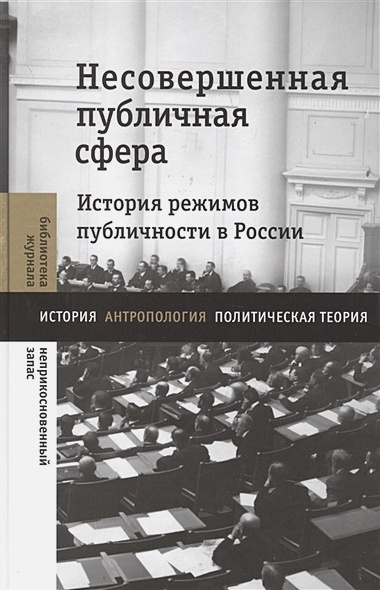 Несовершенная
публичная
сфера
История режимов
публичности в России
библиотека
журнала
ИСТОРИЯ АНТРОПОЛОГИЯ ПОЛИТИЧЕСКАЯ ТЕОРИЯ
неприкосновенный
запас